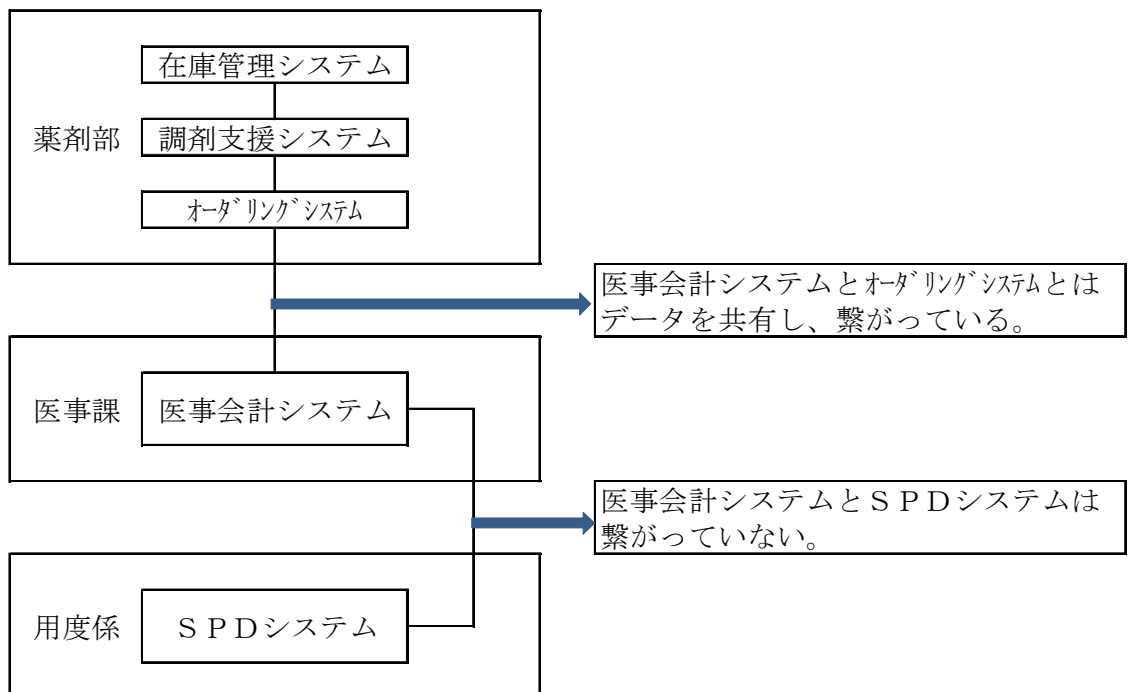 在庫管理システム
薬剤部
調剤支援システム
ｵｰﾀﾞﾘﾝｸﾞｼｽﾃﾑ
医事会計システムとｵｰﾀﾞﾘﾝｸﾞｼｽﾃﾑとは
データを共有し、繋がっている。
医事課
医事会計システム
医事会計システムとＳＰＤシステムは
繋がっていない。
用度係
ＳＰＤシステム